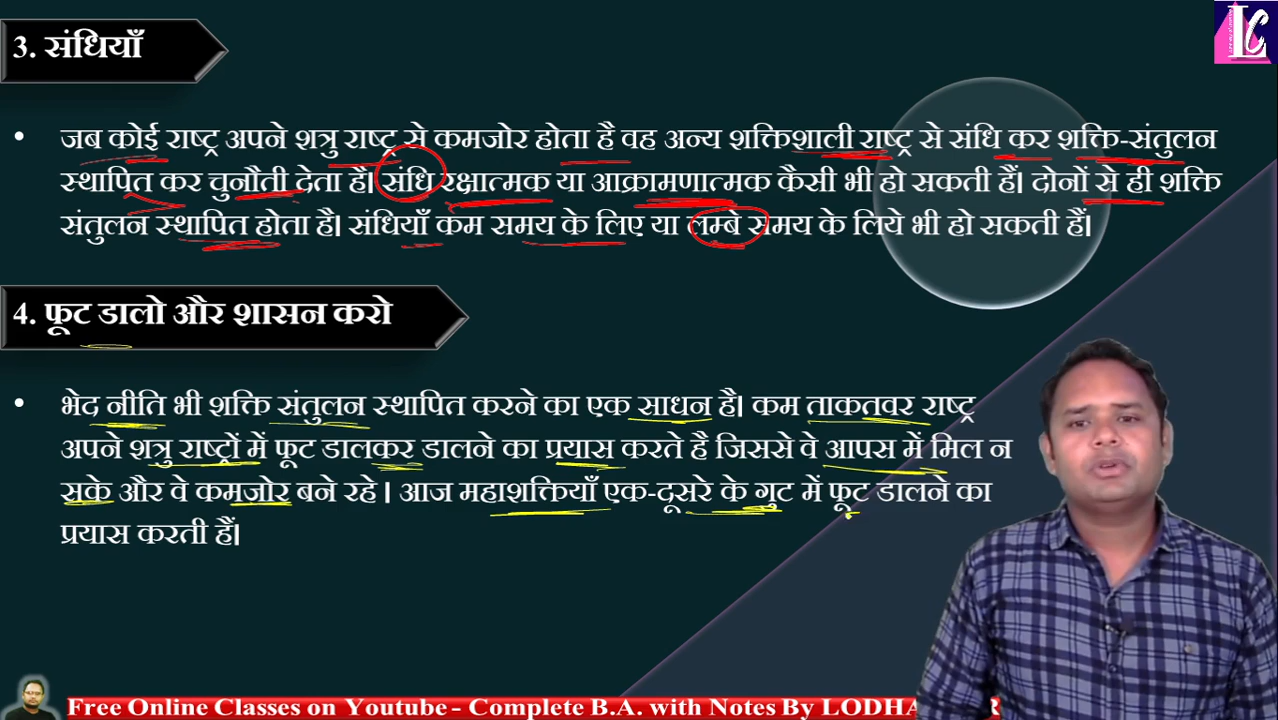 3. संधियाँ
LC
• जब कोई राष्ट्र अपने शत्रु राष्ट्र से कमजोर होता है वह अन्य शक्तिशाली राष्ट्र से संधि कर शक्ति-संतुलन
स्थापित कर चुनौती देता है। संधि रक्षात्मक या आक्रामणात्मक कैसी भी हो सकती हैं। दोनों से ही शक्ति
संतुलन स्थापित होता है। संधियाँ कम समय के लिए या लम्बे समय के लिये भी हो सकती हैं।
4. फूट डालो और शासन करो
• भेद नीति भी शक्ति संतुलन स्थापित करने का एक साधन है। कम ताकतवर राष्ट्र
अपने शत्रु राष्ट्रों में फूट डालकर डालने का प्रयास करते है जिससे वे आपस में मिल न
सके और वे कमजोर बने रहे । आज महाशक्तियाँ एक-दूसरे के गुट में फूट डालने का
प्रयास करती हैं।
Free Online Classes on Youtube - Complete B.A. with Notes By